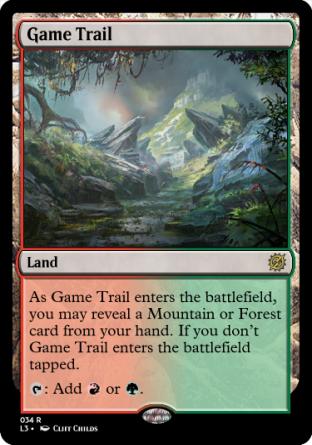 Game Trail
Land
As Game Trail enters the battlefield,
you may reveal a Mountain or Forest
card from your hand. If you don't
Game Trail enters the battlefield
tapped.
: Add or .
034 R
L3 • Cliff Childs